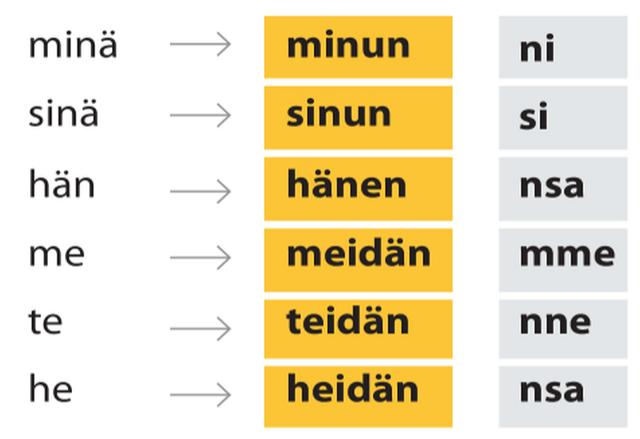 minä → minun ni
sinä → sinun si
hän → hänen nsa
me → meidän mme
te → teidän nne
he → heidän nsa